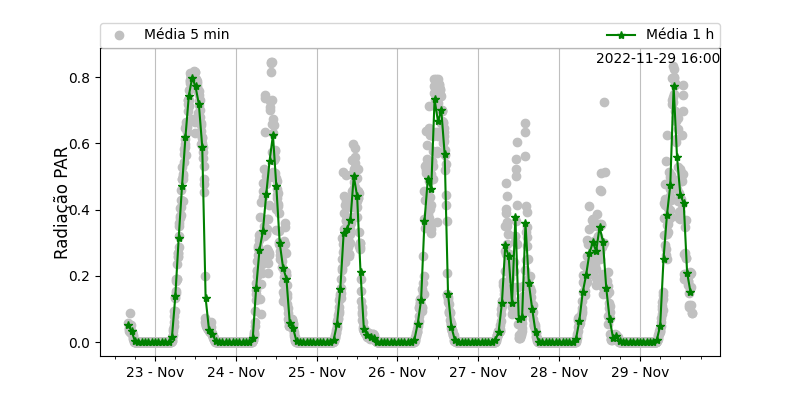 Média 5 min
Média 1 h
2022-11-29 16:00
Radiação PAR
0.8
0.6
0.4
0.2
0.0
23 - Nov
24 - Nov
25 - Nov
26 - Nov
27 - Nov
28 - Nov
29 - Nov